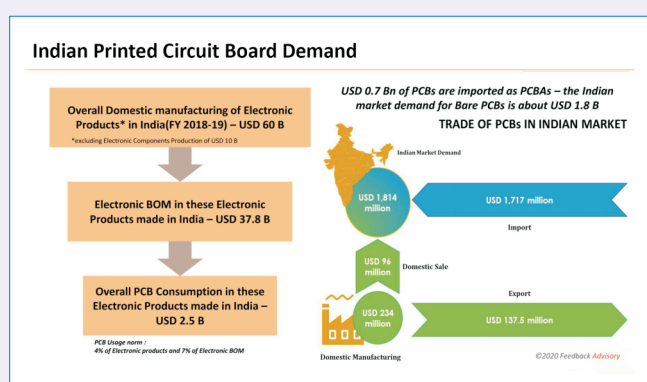 Indian Printed Circuit Board Demand
Overall Domestic manufacturing of Electronic
Products* in India(FY 2018-19) – USD 60 B
*excluding Electronic Components Production of USD 10 B
Electronic BOM in these Electronic
Products made in India – USD 37.8 B
Overall PCB Consumption in these
Electronic Products made in India –
USD 2.5 B
PCB Usage norm :
4% of Electronic products and 7% of Electronic BOM
USD 0.7 Bn of PCBs are imported as PCBAs – the Indian
market demand for Bare PCBs is about USD 1.8 B
TRADE OF PCBs IN INDIAN MARKET
Indian Market Demand
USD 1,814
million
USD 1,717 million
Import
USD 96
million
Domestic Sale
Export
USD 234
million
USD 137.5 million
Domestic Manufacturing
©2020 Feedback Advisory